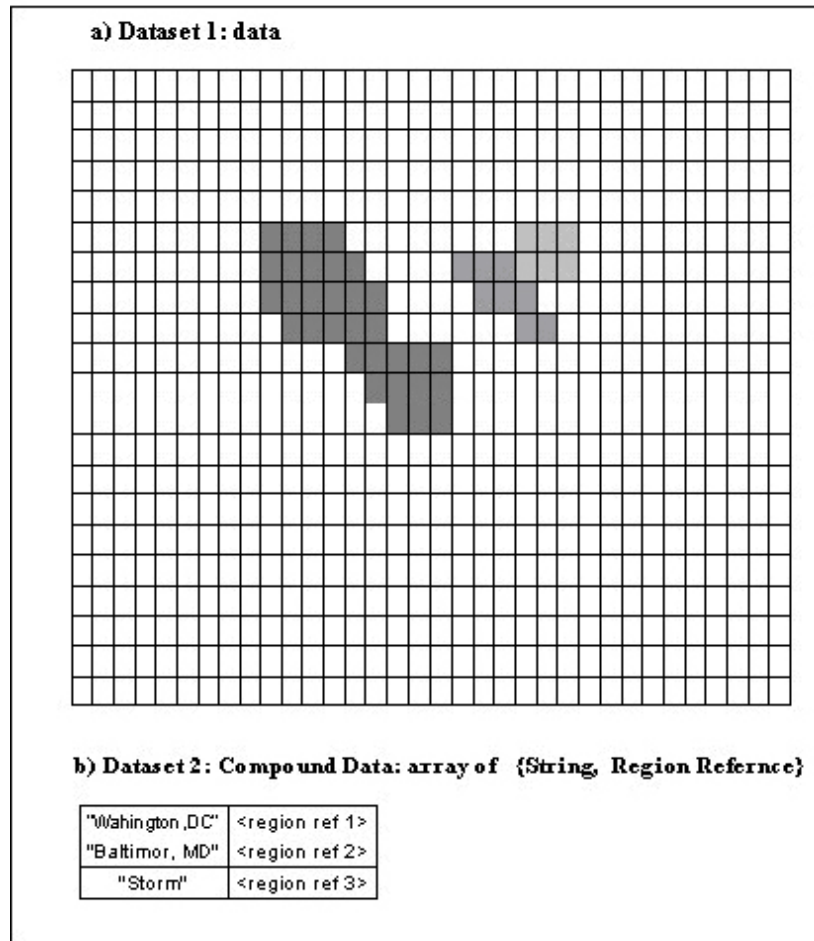 a) Dataset 1: data
b) Dataset 2: Compound Data: array of {String, Region Refernce}
"Wahington,DC" <region ref 1>
"Baltimor, MD" <region ref 2>
"Storm" <region ref 3>